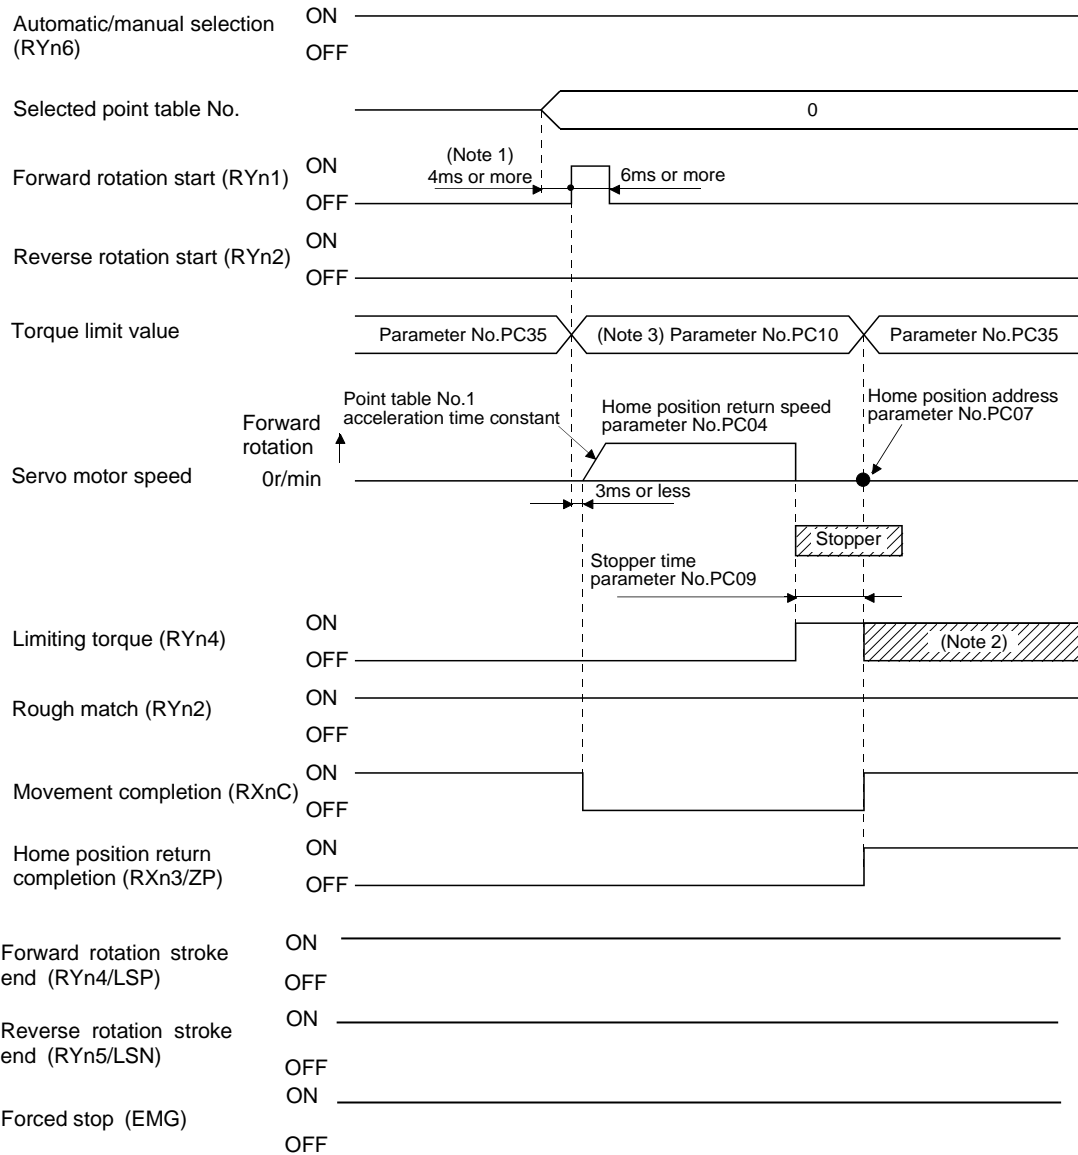 Automatic/manual selection
(RYn6)
ON
OFF
Selected point table No.
0
Forward rotation start (RYn1)
ON
OFF
(Note 1)
4ms or more
6ms or more
Reverse rotation start (RYn2)
ON
OFF
Torque limit value
Parameter No.PC35
(Note 3) Parameter No.PC10
Parameter No.PC35
Servo motor speed
Forward
rotation
0r/min
Point table No.1
acceleration time constant
Home position return speed
parameter No.PC04
Home position address
parameter No.PC07
3ms or less
Stopper
Stopper time
parameter No.PC09
Limiting torque (RYn4)
ON
OFF
(Note 2)
Rough match (RYn2)
ON
OFF
Movement completion (RXnC)
ON
OFF
Home position return
completion (RXn3/ZP)
ON
OFF
Forward rotation stroke
end (RYn4/LSP)
ON
OFF
Reverse rotation stroke
end (RYn5/LSN)
ON
OFF
Forced stop (EMG)
ON
OFF